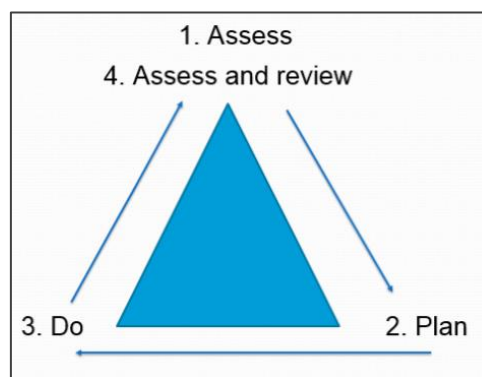 1. Assess
4. Assess and review
3. Do
2. Plan